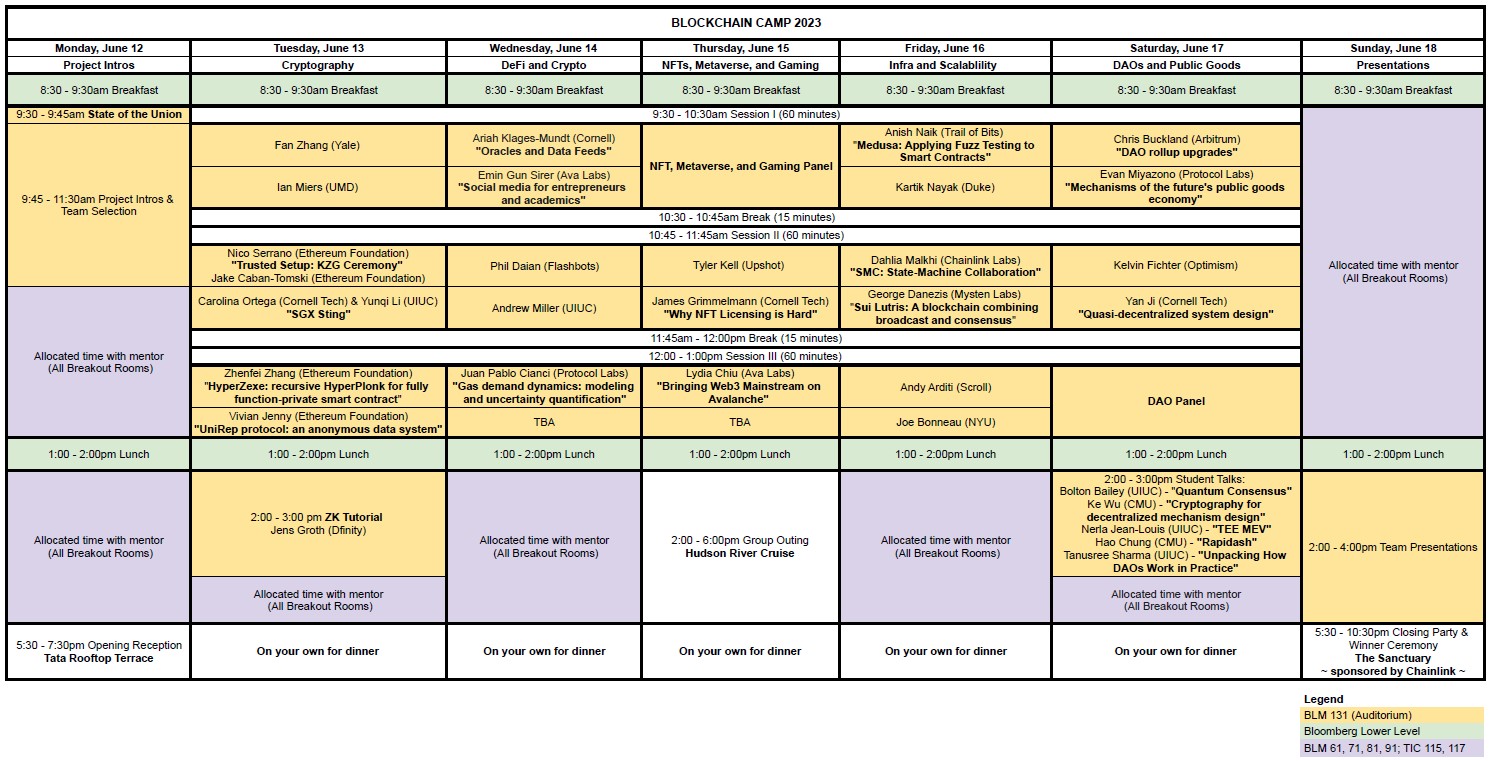 BLOCKCHAIN CAMP 2023
Monday, June 12
Tuesday, June 13
Wednesday, June 14
Thursday, June 15
Friday, June 16
Saturday, June 17
Sunday, June 18
Project Intros
Cryptography
DeFi and Crypto
NFTs, Metaverse, and Gaming
Infra and Scalablility
DAOs and Public Goods
Presentations
8:30 - 9:30am Breakfast
8:30 - 9:30am Breakfast
8:30 - 9:30am Breakfast
8:30 - 9:30am Breakfast
8:30 - 9:30am Breakfast
8:30 - 9:30am Breakfast
8:30 - 9:30am Breakfast
9:30 - 9:45am State of the Union
9:30 - 10:30am Session I (60 minutes)
9:45 - 11:30am Project Intros &
Team Selection
Fan Zhang (Yale)
Ariah Klages-Mundt (Cornell)
"Oracles and Data Feeds"
NFT, Metaverse, and Gaming Panel
Anish Naik (Trail of Bits)
"Medusa: Applying Fuzz Testing to
Smart Contracts"
Chris Buckland (Arbitrum)
"DAO rollup upgrades"
Allocated time with mentor
(All Breakout Rooms)
Ian Miers (UMD)
Emin Gun Sirer (Ava Labs)
"Social media for entrepreneurs
and academics"
Kartik Nayak (Duke)
Evan Miyazono (Protocol Labs)
"Mechanisms of the future's public goods
economy"
10:30 - 10:45am Break (15 minutes)
10:45 - 11:45am Session II (60 minutes)
Nico Serrano (Ethereum Foundation)
"Trusted Setup: KZG Ceremony"
Jake Caban-Tomski (Ethereum Foundation)
Phil Daian (Flashbots)
Tyler Kell (Upshot)
Dahlia Malkhi (Chainlink Labs)
"SMC: State-Machine Collaboration"
Kelvin Fichter (Optimism)
Allocated time with mentor
(All Breakout Rooms)
Carolina Ortega (Cornell Tech) & Yunqi Li (UIUC)
"SGX Sting"
Andrew Miller (UIUC)
James Grimmelmann (Cornell Tech)
"Why NFT Licensing is Hard"
George Danezis (Mysten Labs)
"Sui Lutris: A blockchain combining
broadcast and consensus"
Yan Ji (Cornell Tech)
"Quasi-decentralized system design"
11:45am - 12:00pm Break (15 minutes)
12:00 - 1:00pm Session III (60 minutes)
Zhenfei Zhang (Ethereum Foundation)
"HyperZexe: recursive HyperPlonk for fully
function-private smart contract"
Juan Pablo Cianci (Protocol Labs)
"Gas demand dynamics: modeling
and uncertainty quantification"
Lydia Chiu (Ava Labs)
"Bringing Web3 Mainstream on
Avalanche"
Andy Arditi (Scroll)
DAO Panel
Vivian Jenny (Ethereum Foundation)
"UniRep protocol: an anonymous data system"
TBA
TBA
Joe Bonneau (NYU)
1:00 - 2:00pm Lunch
1:00 - 2:00pm Lunch
1:00 - 2:00pm Lunch
1:00 - 2:00pm Lunch
1:00 - 2:00pm Lunch
1:00 - 2:00pm Lunch
1:00 - 2:00pm Lunch
Allocated time with mentor
(All Breakout Rooms)
2:00 - 3:00 pm ZK Tutorial
Jens Groth (Dfinity)
Allocated time with mentor
(All Breakout Rooms)
Allocated time with mentor
(All Breakout Rooms)
2:00 - 6:00pm Group Outing
Hudson River Cruise
Allocated time with mentor
(All Breakout Rooms)
2:00 - 3:00pm Student Talks:
Bolton Bailey (UIUC) - "Quantum Consensus"
Ke Wu (CMU) - "Cryptography for
decentralized mechanism design"
Nerla Jean-Louis (UIUC) - "TEE MEV"
Hao Chung (CMU) - "Rapidash"
Tanusree Sharma (UIUC) - "Unpacking How
DAOs Work in Practice"
Allocated time with mentor
(All Breakout Rooms)
2:00 - 4:00pm Team Presentations
5:30 - 7:30pm Opening Reception
Tata Rooftop Terrace
On your own for dinner
On your own for dinner
On your own for dinner
On your own for dinner
On your own for dinner
5:30 - 10:30pm Closing Party &
Winner Ceremony
The Sanctuary
~ sponsored by Chainlink ~
Legend
BLM 131 (Auditorium)
Bloomberg Lower Level
BLM 61, 71, 81, 91; TIC 115, 117